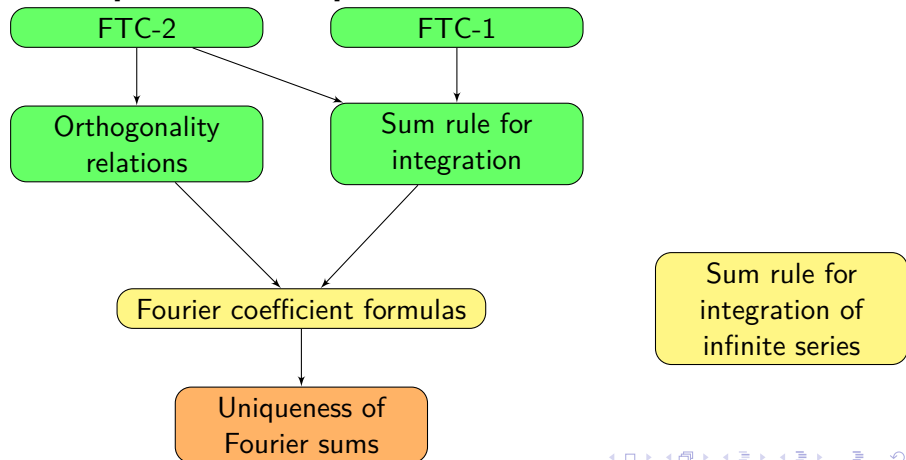 FTC-2
FTC-1
Orthogonality
relations
Sum rule for
integration
Fourier coefficient formulas
Sum rule for
integration of
infinite series
Uniqueness of
Fourier sums